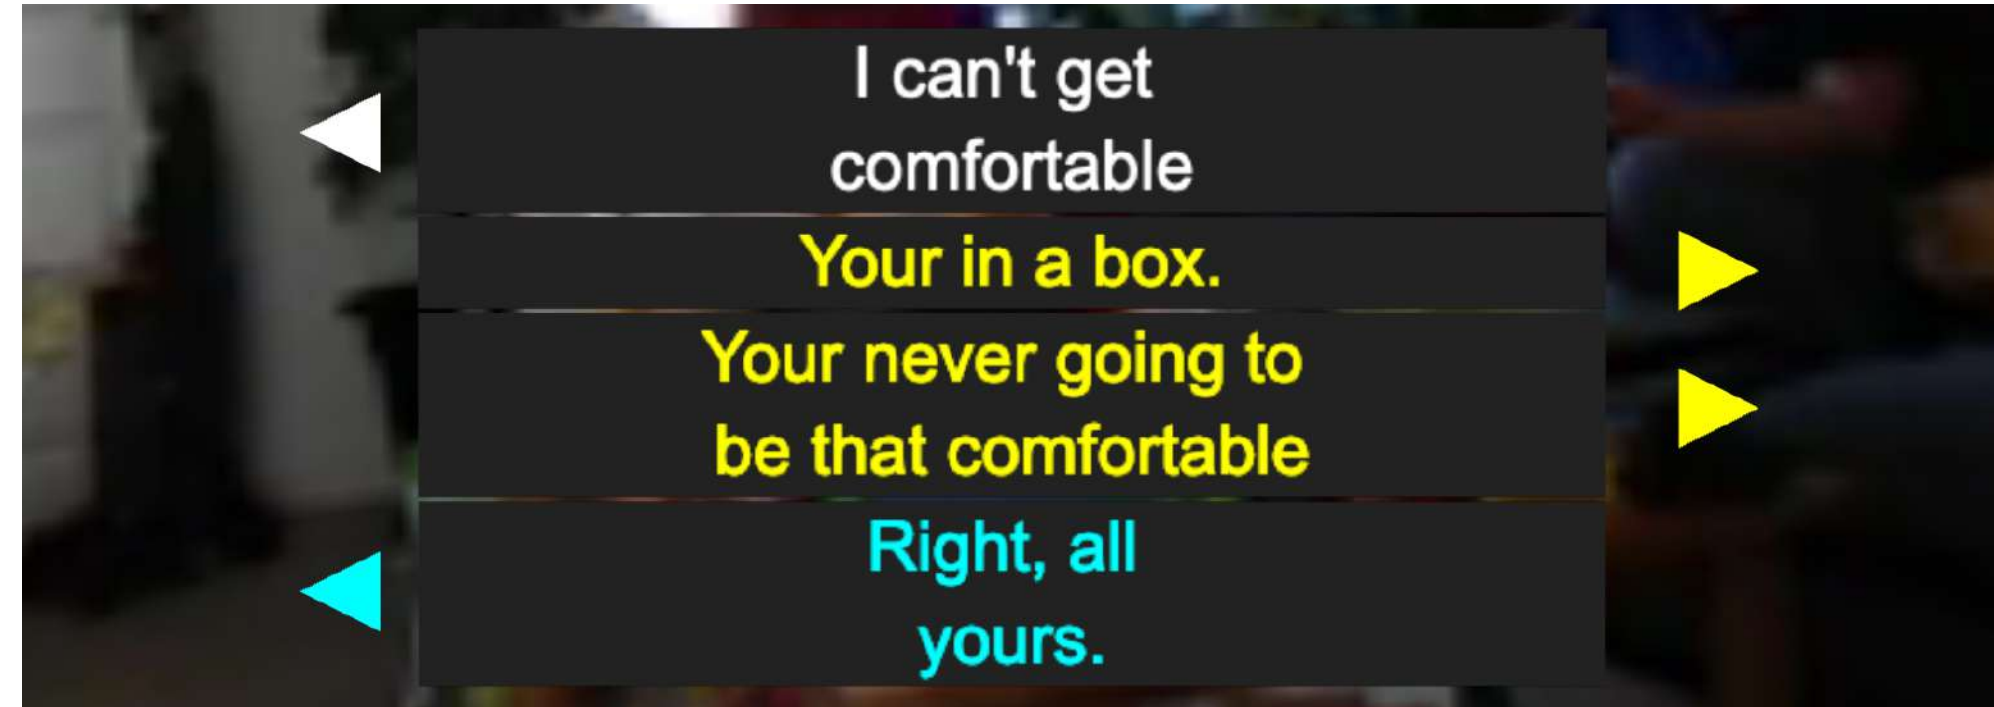 I can't get
comfortable
Your in a box.
Your never going to
be that comfortable
Right, all
yours.